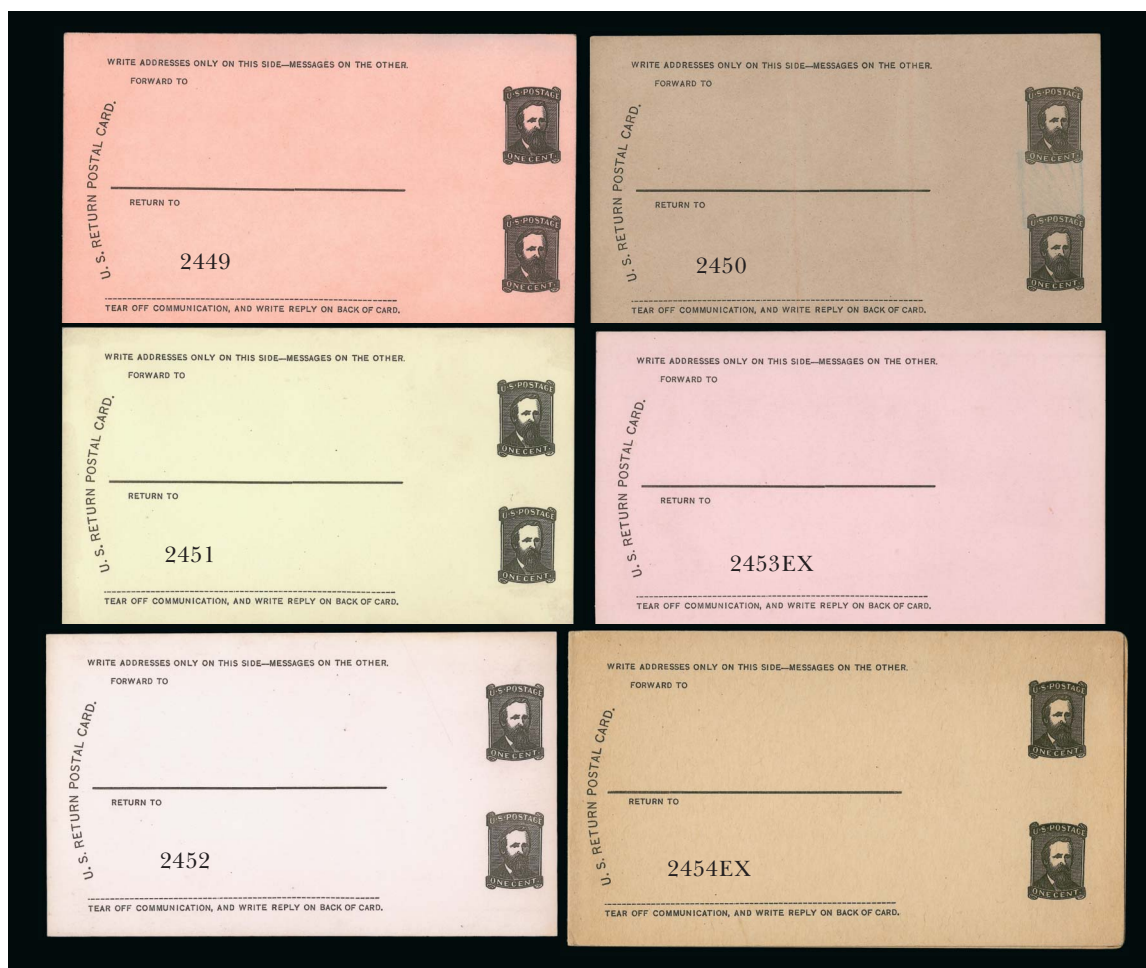 WRITE ADDRESSES ONLY ON THIS SIDE—MESSAGES ON THE OTHER.
FORWARD TO
U. S. RETURN POSTAL CARD.
U·S·POSTAGE
ONE CENT.
RETURN TO
U·S·POSTAGE
ONE CENT.
2449
TEAR OFF COMMUNICATION, AND WRITE REPLY ON BACK OF CARD.
WRITE ADDRESSES ONLY ON THIS SIDE—MESSAGES ON THE OTHER.
FORWARD TO
U. S. RETURN POSTAL CARD.
U·S·POSTAGE
ONE CENT.
RETURN TO
U·S·POSTAGE
ONE CENT.
2450
TEAR OFF COMMUNICATION, AND WRITE REPLY ON BACK OF CARD.
WRITE ADDRESSES ONLY ON THIS SIDE—MESSAGES ON THE OTHER.
FORWARD TO
U. S. RETURN POSTAL CARD.
U·S·POSTAGE
ONE CENT.
RETURN TO
U·S·POSTAGE
ONE CENT.
2451
TEAR OFF COMMUNICATION, AND WRITE REPLY ON BACK OF CARD.
WRITE ADDRESSES ONLY ON THIS SIDE—MESSAGES ON THE OTHER.
FORWARD TO
U. S. RETURN POSTAL CARD.
RETURN TO
2453EX
TEAR OFF COMMUNICATION, AND WRITE REPLY ON BACK OF CARD.
WRITE ADDRESSES ONLY ON THIS SIDE—MESSAGES ON THE OTHER.
FORWARD TO
U. S. RETURN POSTAL CARD.
U·S·POSTAGE
ONE CENT.
RETURN TO
U·S·POSTAGE
ONE CENT.
2452
TEAR OFF COMMUNICATION, AND WRITE REPLY ON BACK OF CARD.
WRITE ADDRESSES ONLY ON THIS SIDE—MESSAGES ON THE OTHER.
FORWARD TO
U. S. RETURN POSTAL CARD.
U·S·POSTAGE
ONE CENT.
RETURN TO
U·S·POSTAGE
ONE CENT.
2454EX
TEAR OFF COMMUNICATION, AND WRITE REPLY ON BACK OF CARD.